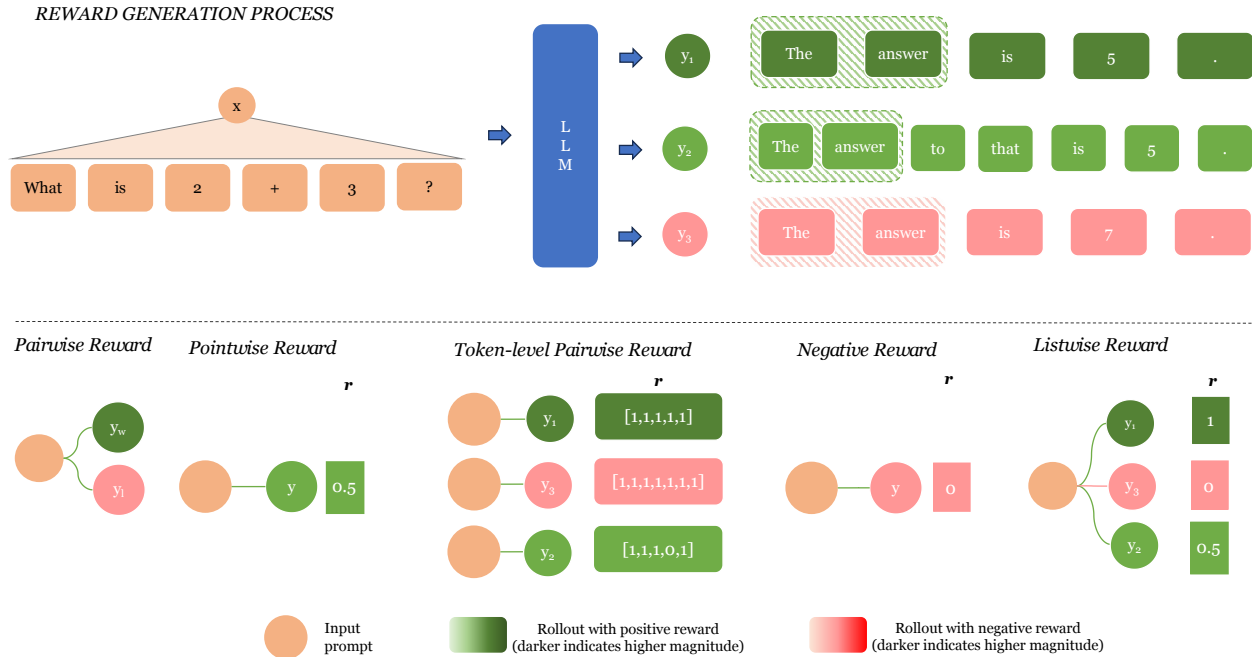 REWARD GENERATION PROCESS
x
What is 2 + 3 ?
L
L
M
y₁ The answer is 5 .
y₂ The answer to that is 5 .
y₃ The answer is 7 .
Pairwise Reward
y_w
y_l
Pointwise Reward
r
y 0.5
Token-level Pairwise Reward
r
y₁ [1,1,1,1,1]
y₃ [1,1,1,1,1,1,1]
y₂ [1,1,1,0,1]
Negative Reward
r
y 0
Listwise Reward
r
y₁ 1
y₃ 0
y₂ 0.5
Input
prompt
Rollout with positive reward
(darker indicates higher magnitude)
Rollout with negative reward
(darker indicates higher magnitude)